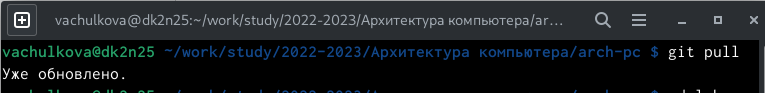 vachulkova@dk2n25:~/work/study/2022-2023/Архитектура компьютера/ar...
vachulkova@dk2n25 ~/work/study/2022-2023/Архитектура компьютера/arch-pc $ git pull
Уже обновлено.